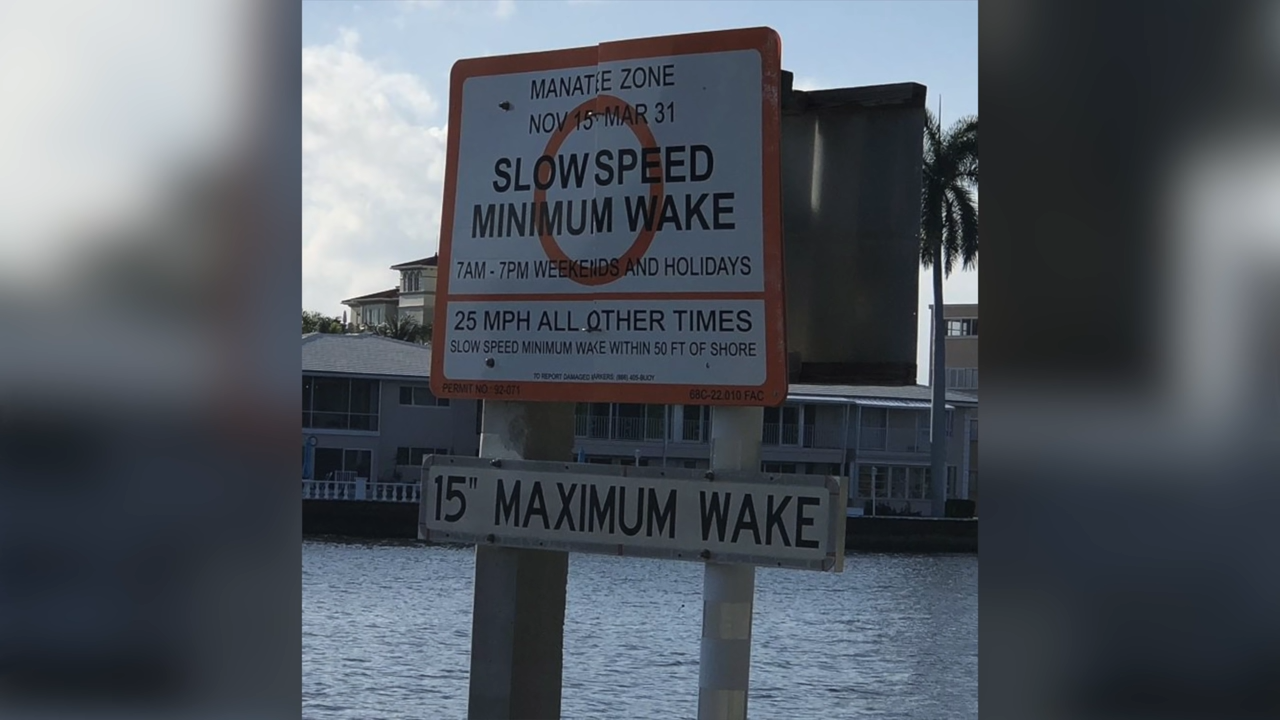 MANATEE ZONE
NOV 15 - MAR 31
SLOW SPEED
MINIMUM WAKE
7AM - 7PM WEEKENDS AND HOLIDAYS
25 MPH ALL OTHER TIMES
SLOW SPEED MINIMUM WAKE WITHIN 50 FT OF SHORE
TO REPORT DAMAGED MARKERS (866) 405-BUOY
PERMIT NO: 92-071
68C-22.010 FAC
15" MAXIMUM WAKE